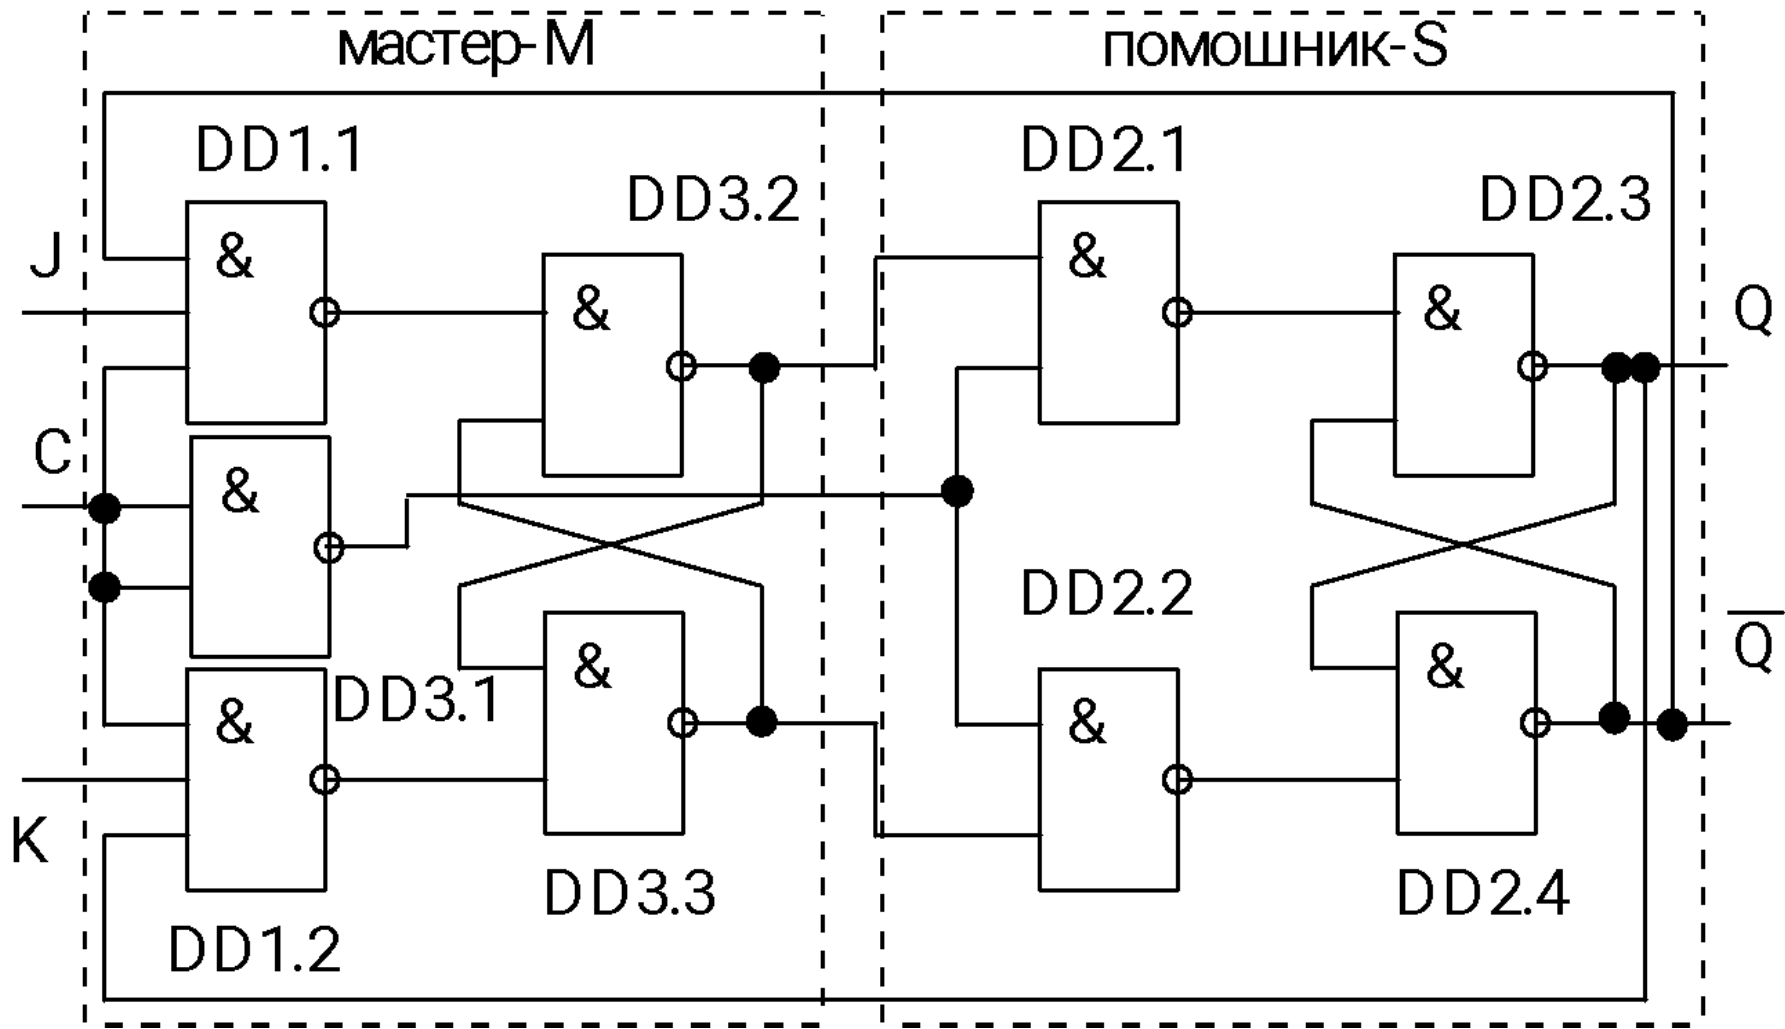 мастер-М
помошник-S
DD1.1
DD2.1
DD3.2
DD2.3
J
&
&
&
&
Q
C
&
DD2.2
Q
&
&
DD3.1
&
&
K
DD3.3
DD2.4
DD1.2